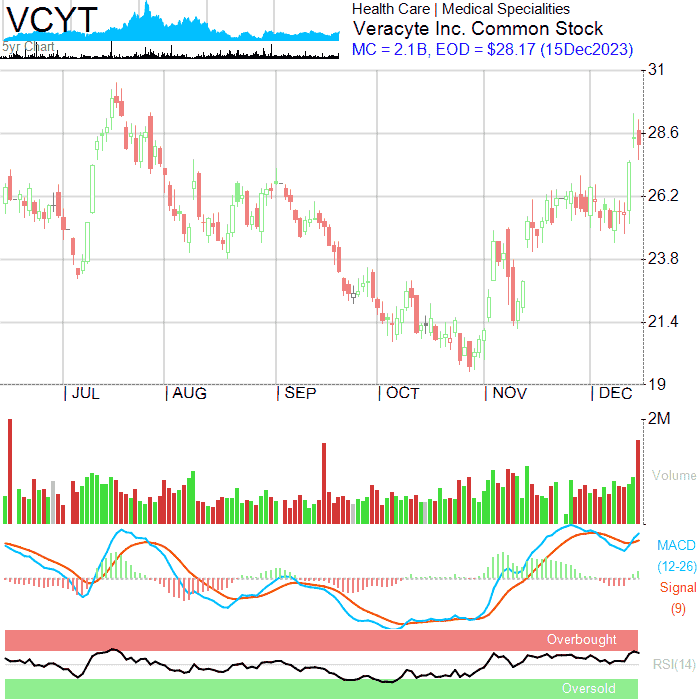 VCYT
5yr Chart
Health Care | Medical Specialities
Veracyte Inc. Common Stock
MC = 2.1B, EOD = $28.17 (15Dec2023)
31
28.6
26.2
23.8
21.4
19
| JUL | AUG | SEP | OCT | NOV | DEC
2M
Volume
MACD
(12-26)
Signal
(9)
Overbought
RSI(14)
Oversold